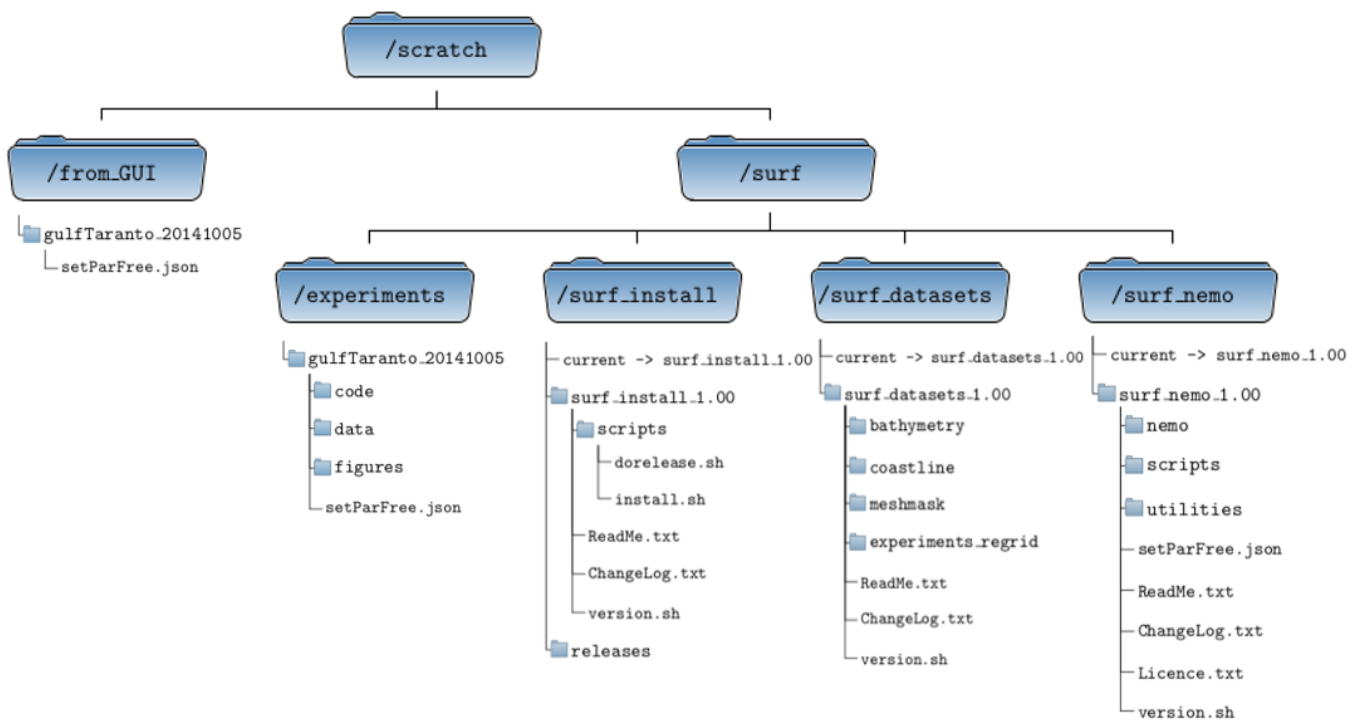 /scratch
/from_GUI
/surf
gulfTaranto_20141005
setParFree.json
/experiments
/surf_install
/surf_datasets
/surf_nemo
gulfTaranto_20141005
code
data
figures
setParFree.json
current -> surf_install_1.00
surf_install_1.00
scripts
dorelease.sh
install.sh
ReadMe.txt
ChangeLog.txt
version.sh
releases
current -> surf_datasets_1.00
surf_datasets_1.00
bathymetry
coastline
meshmask
experiments_regrid
ReadMe.txt
ChangeLog.txt
version.sh
current -> surf_nemo_1.00
surf_nemo_1.00
nemo
scripts
utilities
setParFree.json
ReadMe.txt
ChangeLog.txt
Licence.txt
version.sh